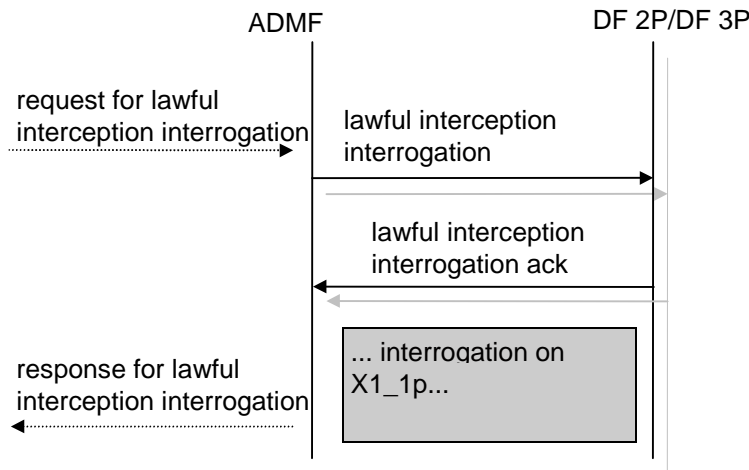 ADMF
DF 2P/DF 3P
request for lawful
interception interrogation
lawful interception
interrogation
lawful interception
interrogation ack
... interrogation on
X1_1p...
response for lawful
interception interrogation